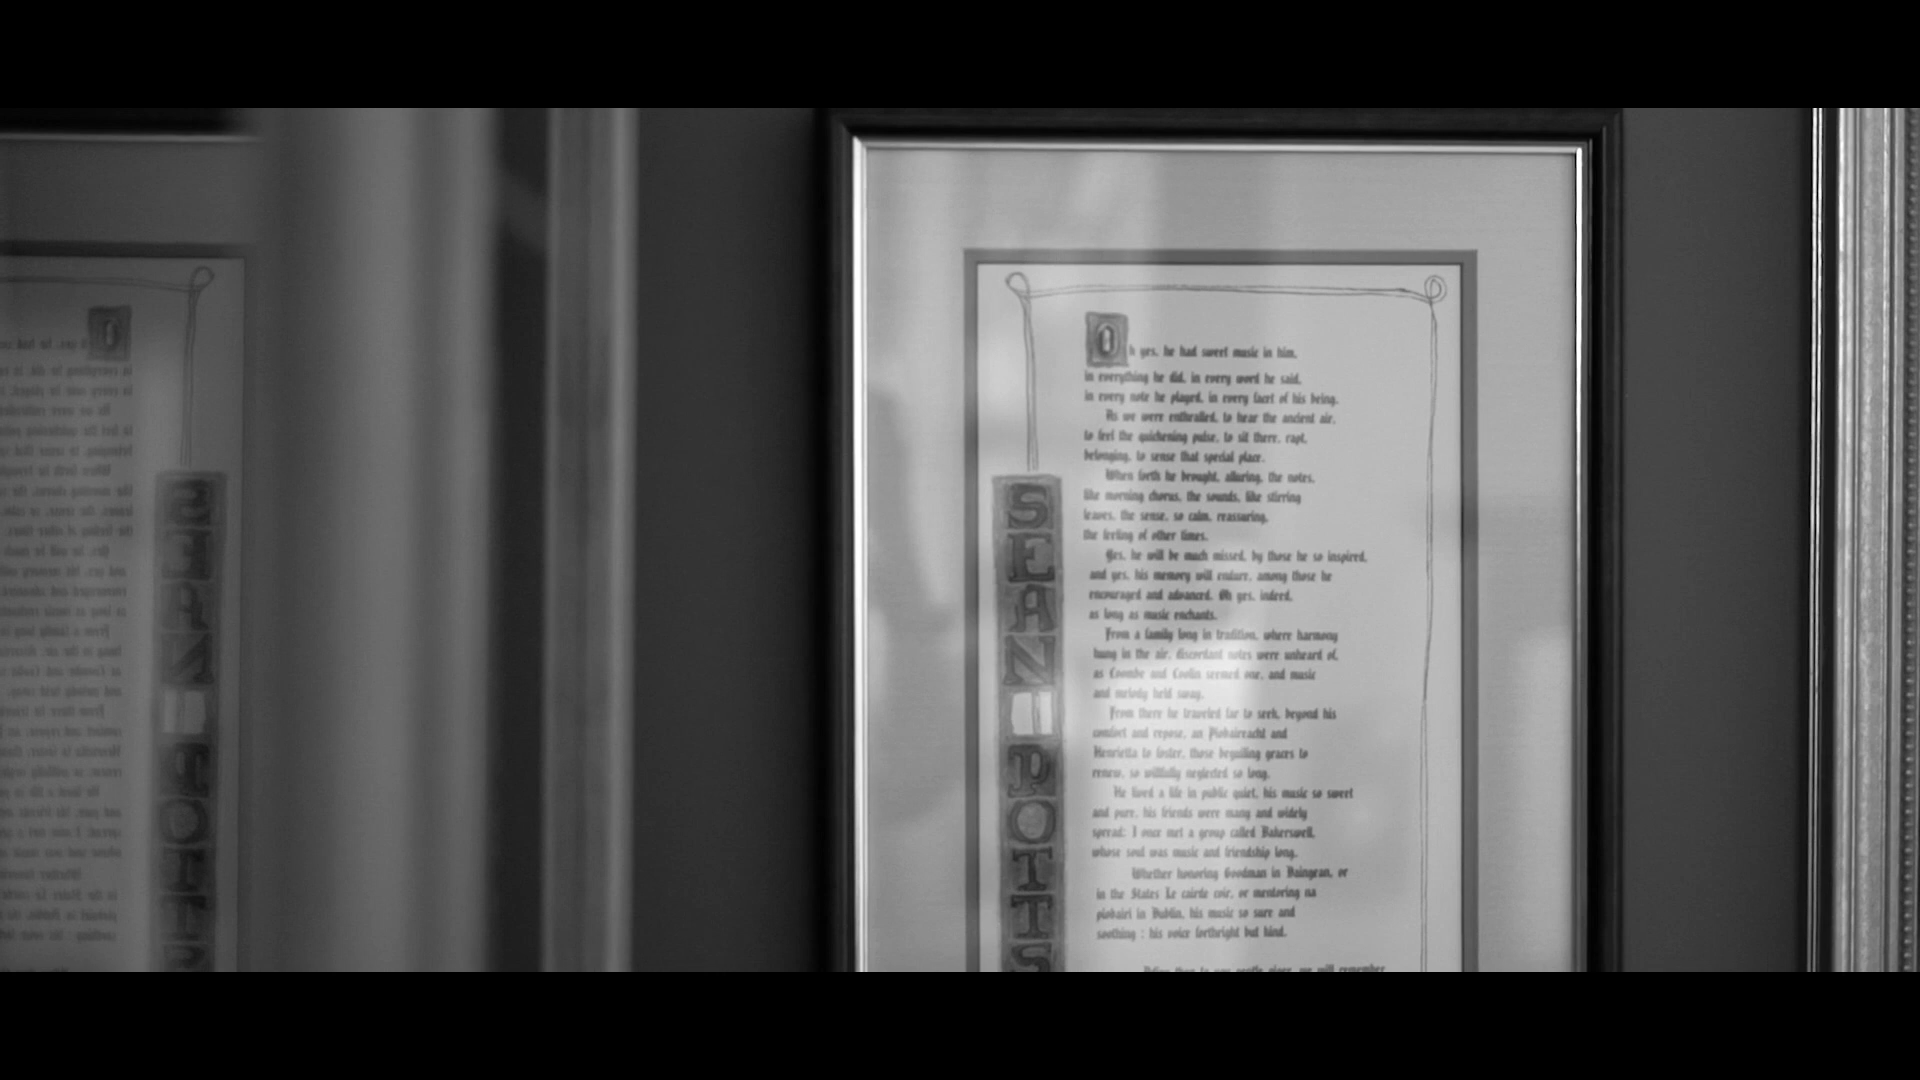 Oh yes, he had sweet music in him,
in everything he did, in every word he said,
in every note he played, in every facet of his being.
As we were enthralled, to hear the ancient air,
to feel the quickening pulse, to sit there, rapt,
belonging, to sense that special place.
When forth he brought, alluring, the notes,
like morning chorus, the sounds, like stirring
leaves, the sense, so calm, reassuring,
the feeling of other times.
Yes, he will be much missed, by those he so inspired,
and yes, his memory will endure, among those he
encouraged and advanced. Oh yes, indeed,
as long as music enchants.
From a family long in tradition, where harmony
hung in the air, discordant notes were unheard of,
as Coombe and Coolin seemed one, and music
and melody held sway.
From there he traveled far to seek, beyond his
comfort and repose, an Piobaireacht and
Henrietta to foster, those beguiling graces to
renew, so willfully neglected so long.
He lived a life in public quiet, his music so sweet
and pure, his friends were many and widely
spread; I once met a group called Bakerswell,
whose soul was music and friendship long.
Whether honoring Goodman in Daingean, or
in the States Le cairde coir, or mentoring na
piobairi in Dublin, his music so sure and
soothing : his voice forthright but kind.
we will remember
SEAN POTTS